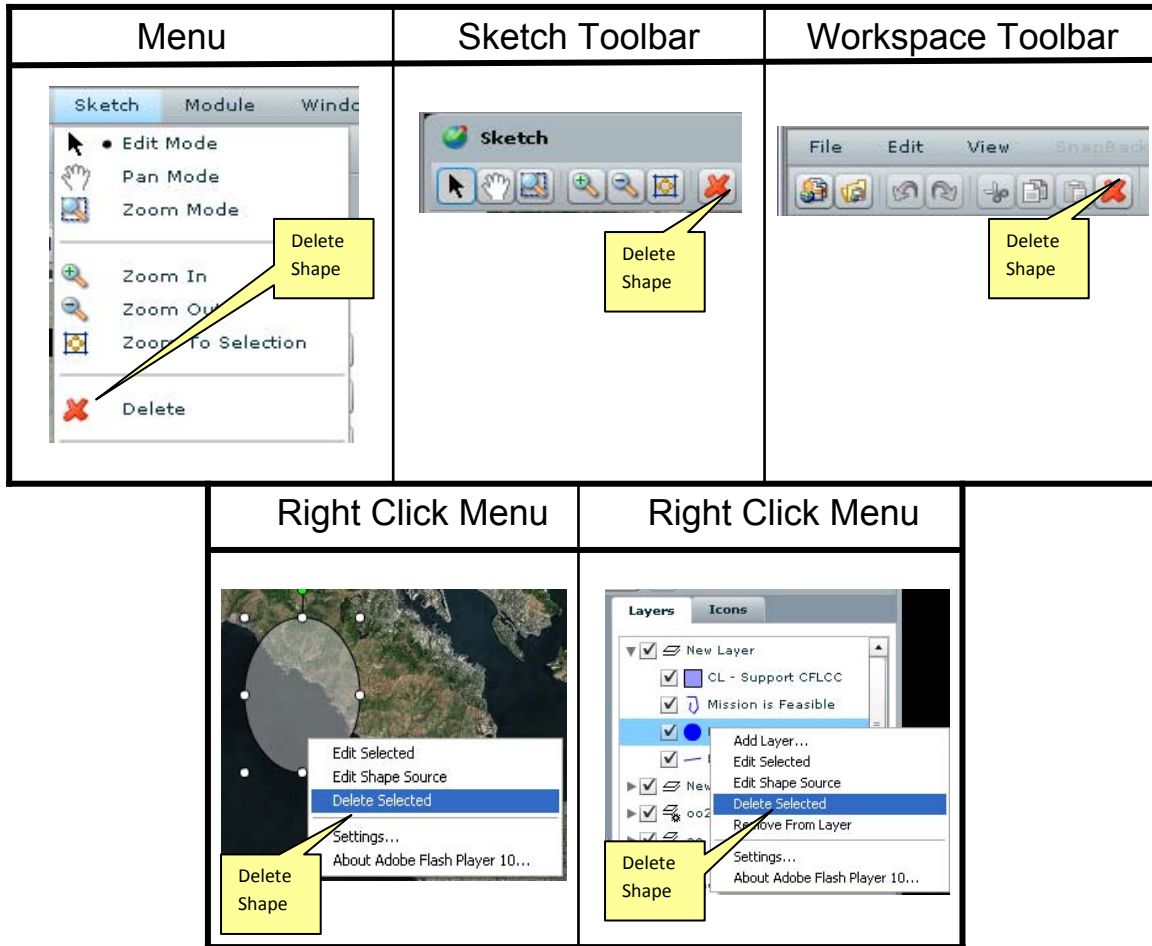 Menu
Sketch Toolbar
Workspace Toolbar
Sketch Module Windo
Edit Mode
Pan Mode
Zoom Mode
Zoom In
Zoom Out
Zoom To Selection
Delete
Delete
Shape
Sketch
Delete
Shape
File Edit View SnapBack
Delete
Shape
Right Click Menu
Right Click Menu
Edit Selected
Edit Shape Source
Delete Selected
Settings...
About Adobe Flash Player 10...
Delete
Shape
Layers Icons
New Layer
CL - Support CFLCC
Mission is Feasible
New
oo2
Add Layer...
Edit Selected
Edit Shape Source
Delete Selected
Remove From Layer
Settings...
About Adobe Flash Player 10...
Delete
Shape